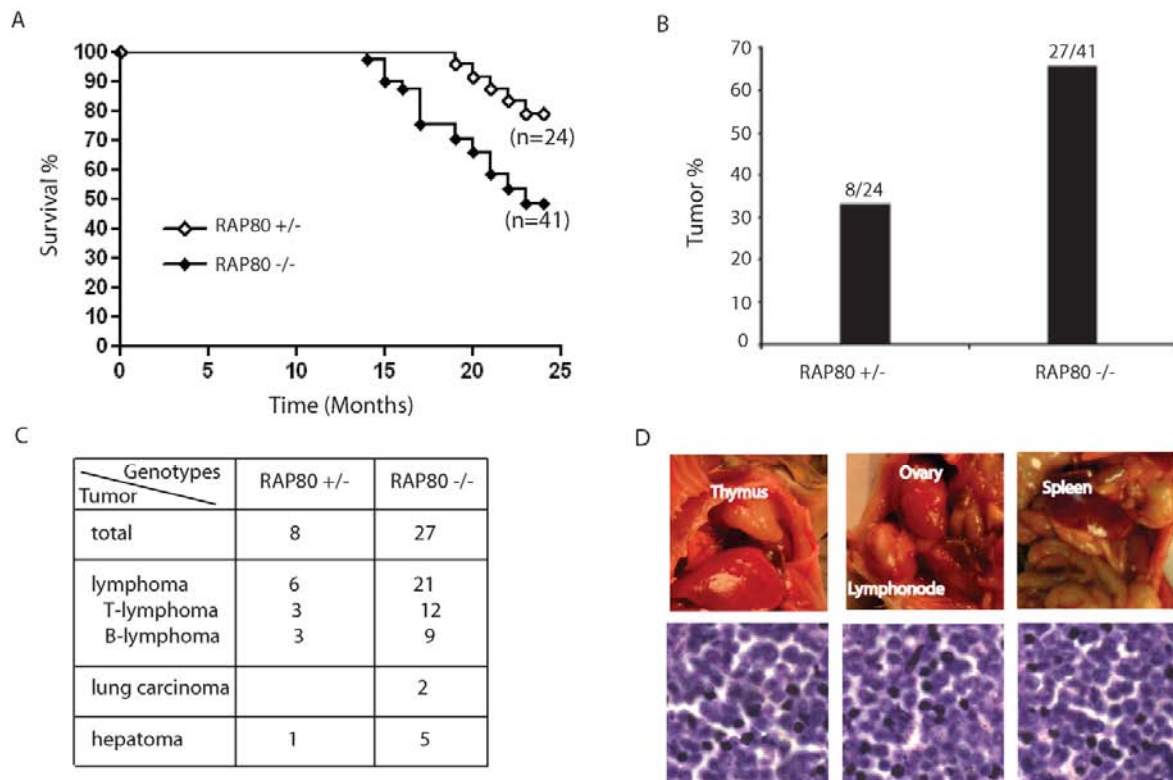 A
100
90
80
70
60
50
40
30
20
10
0
Survival %
(n=24)
(n=41)
RAP80 +/-
RAP80 -/-
0 5 10 15 20 25
Time (Months)
B
70
60
50
40
30
20
10
0
Tumor %
8/24
27/41
RAP80 +/- RAP80 -/-
C
Genotypes
Tumor
RAP80 +/- RAP80 -/-
total 8 27
lymphoma 6 21
T-lymphoma 3 12
B-lymphoma 3 9
lung carcinoma 2
hepatoma 1 5
D
Thymus
Ovary
Lymphonode
Spleen